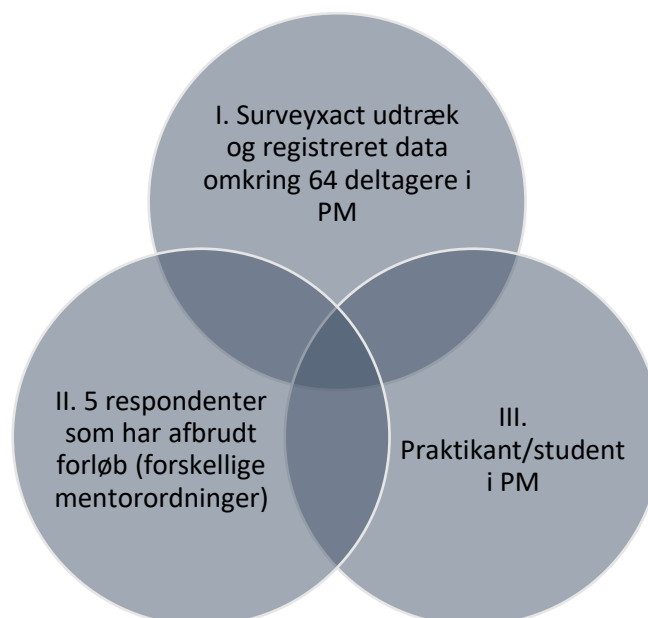 I. Surveyxact udtræk
og registreret data
omkring 64 deltagere i
PM
II. 5 respondenter
som har afbrudt
forløb (forskellige
mentorordninger)
III.
Praktikant/student
i PM